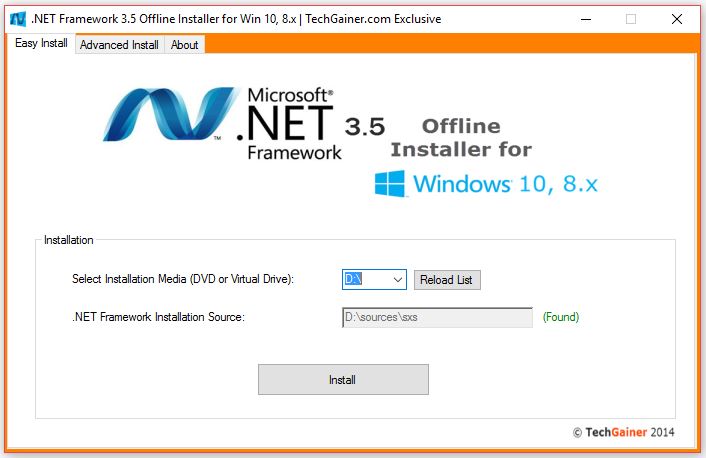 .NET Framework 3.5 Offline Installer for Win 10, 8.x | TechGainer.com Exclusive
Easy Install Advanced Install About
Microsoft®
.NET 3.5 Offline
Framework™ Installer for
Windows 10, 8.x
Installation
Select Installation Media (DVD or Virtual Drive): D:\ Reload List
.NET Framework Installation Source: D:\sources\sxs (Found)
Install
© TechGainer 2014